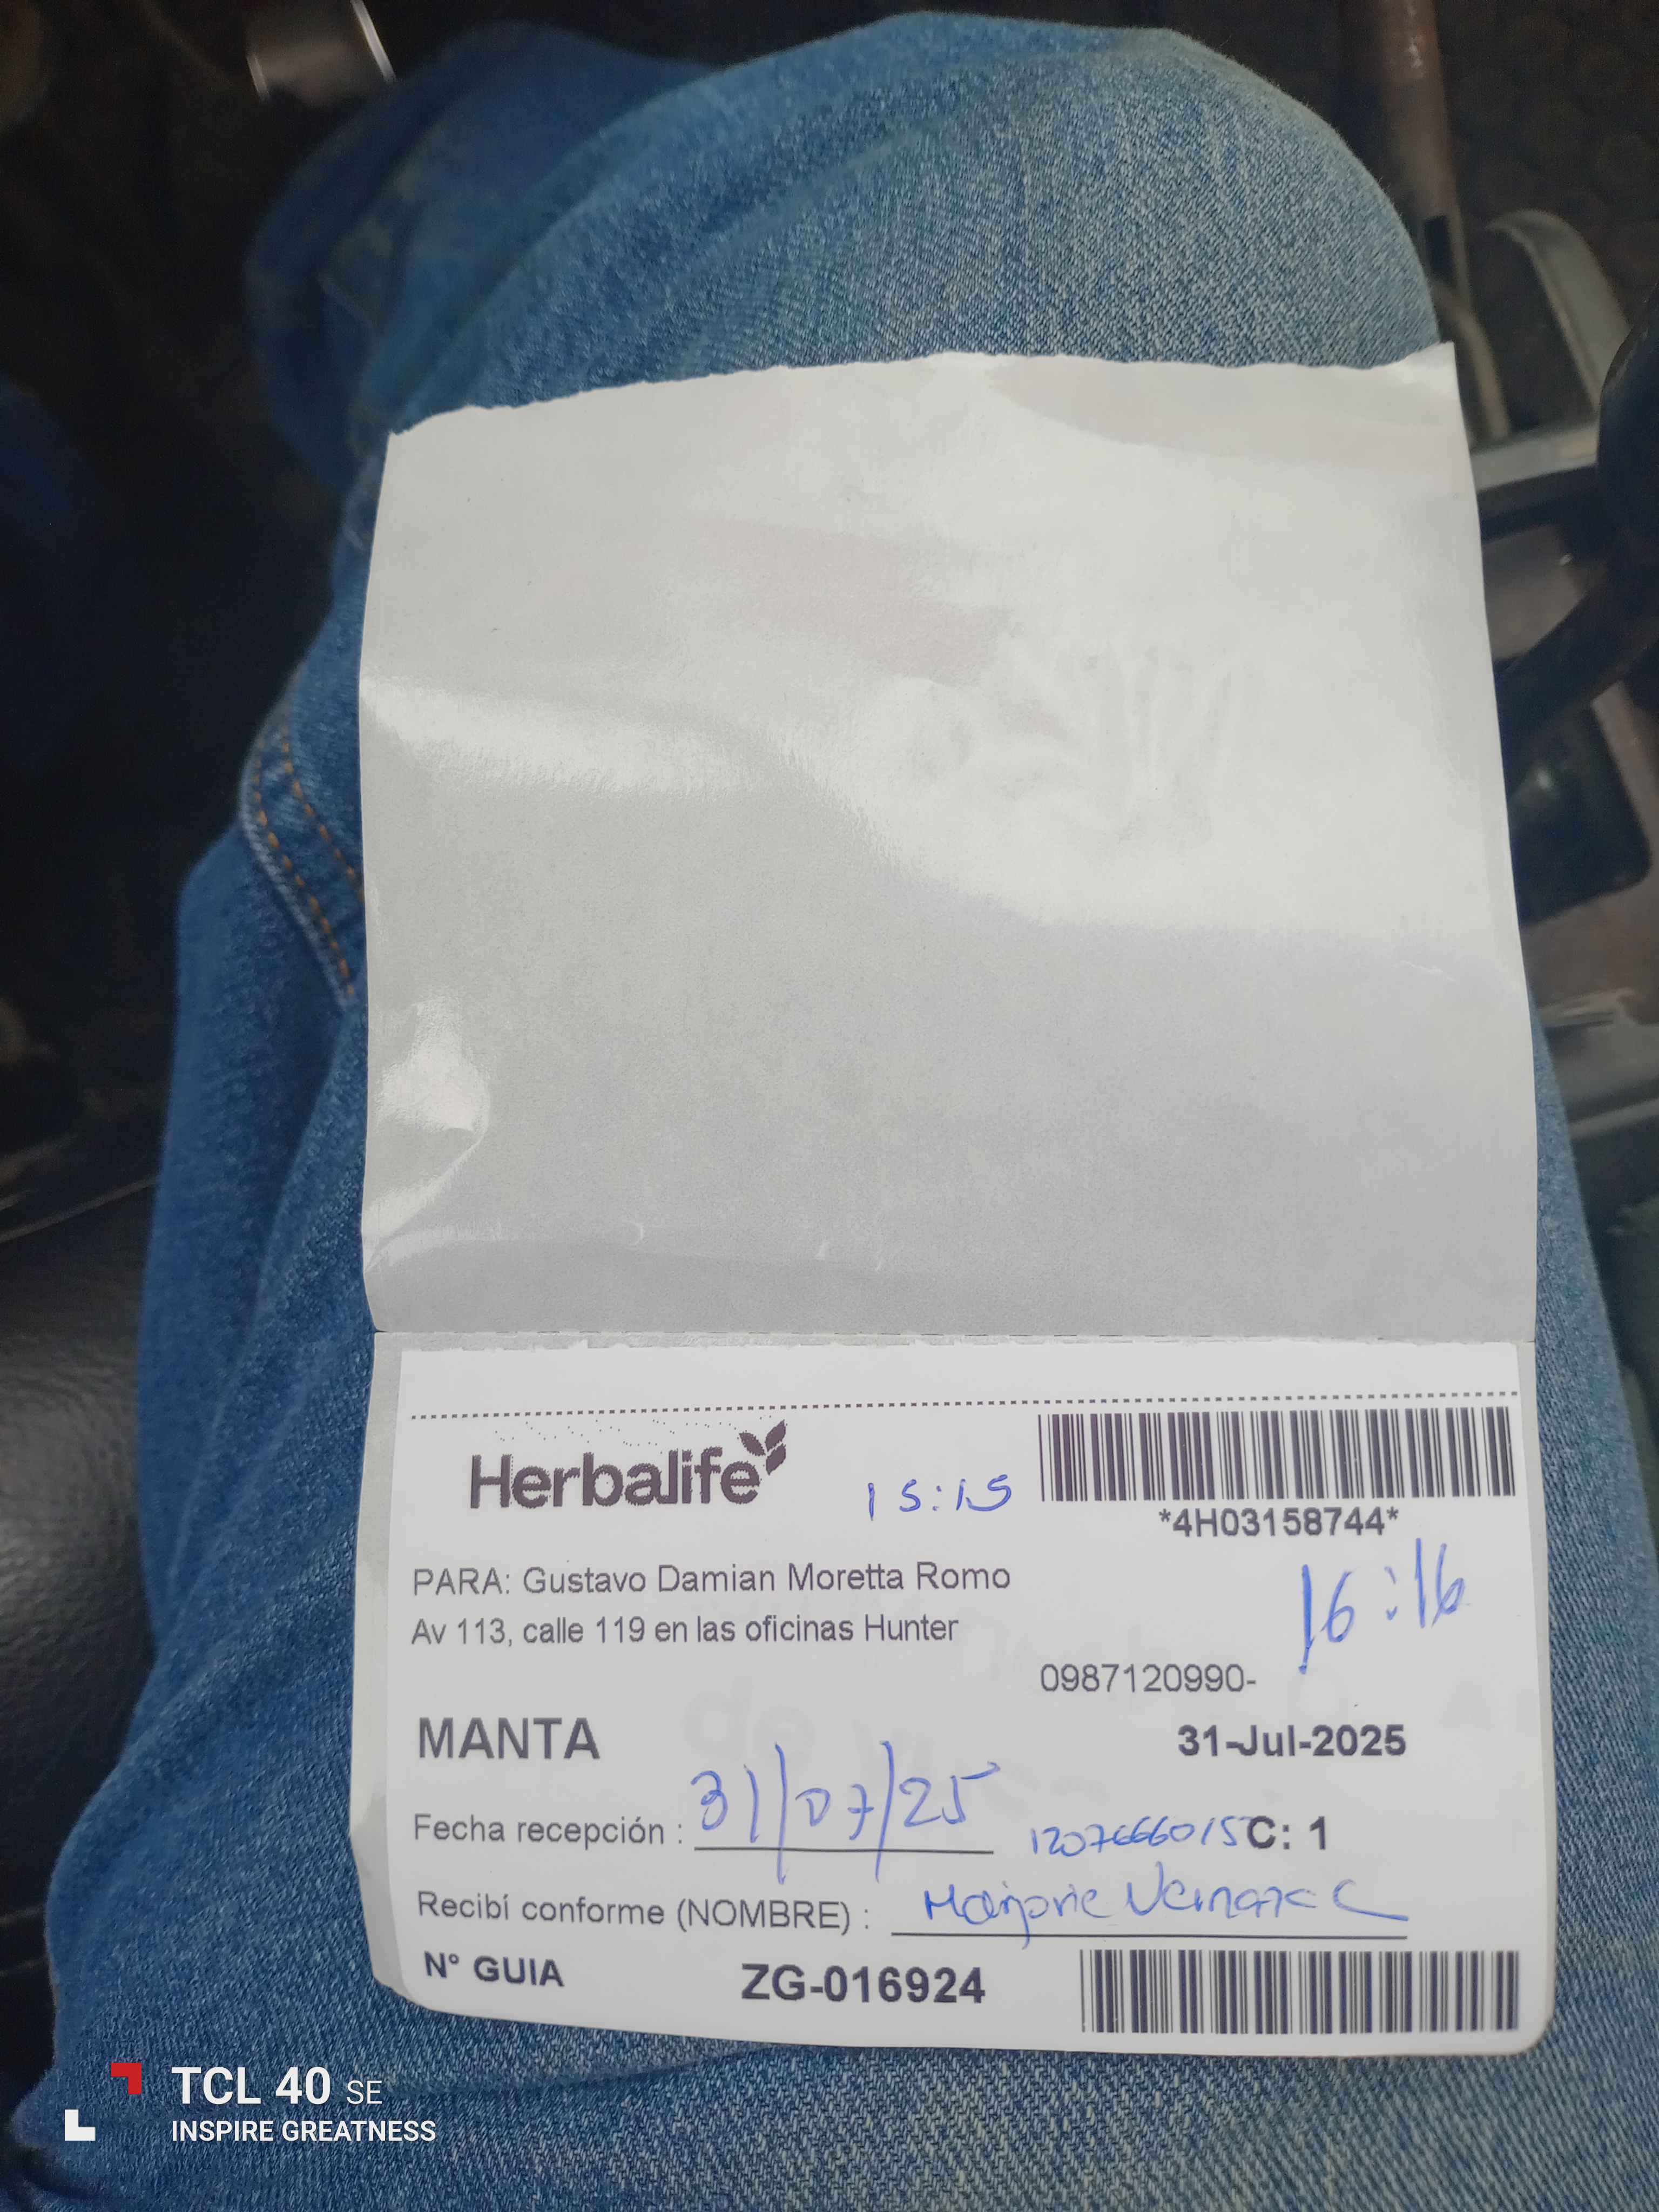 Herbalife
15:15
*4H03158744*
PARA: Gustavo Damian Moretta Romo
16:16
Av 113, calle 119 en las oficinas Hunter
0987120990-
MANTA
31-Jul-2025
Fecha recepción : 31/07/25
1207666015 C: 1
Recibí conforme (NOMBRE) : Marjorie
N° GUIA ZG-016924
TCL 40 SE
INSPIRE GREATNESS